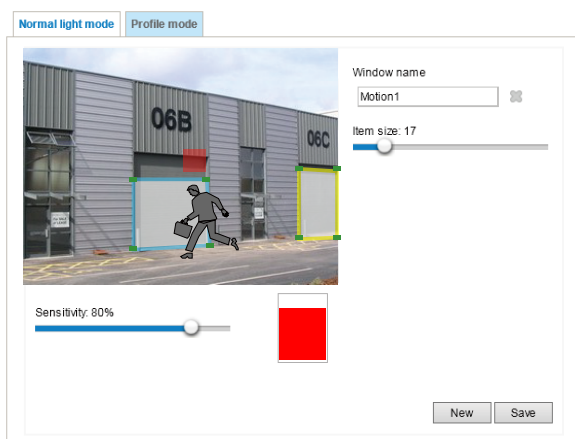 Normal light mode
Profile mode
Window name
Motion1
Item size: 17
06B
06C
Sensitivity: 80%
New
Save